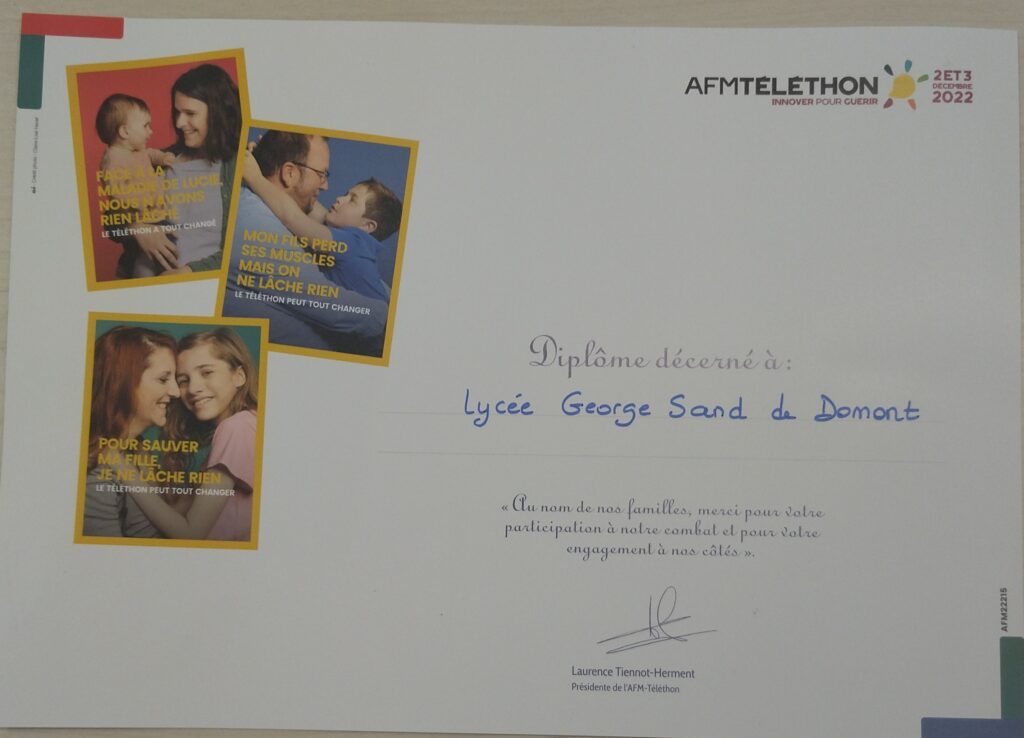 AFMTÉLÉTHON
INNOVER POUR GUÉRIR
2 ET 3
DÉCEMBRE
2022
FACE À LA
MALADIE DE LUCIE,
NOUS N'AVONS
RIEN LÂCHÉ
LE TÉLÉTHON A TOUT CHANGÉ
MON FILS PERD
SES MUSCLES
MAIS ON
NE LÂCHE RIEN
LE TÉLÉTHON PEUT TOUT CHANGER
POUR SAUVER
MA FILLE,
JE NE LÂCHE RIEN
LE TÉLÉTHON PEUT TOUT CHANGER
Diplôme décerné à :
Lycée George Sand de Domont
« Au nom de nos familles, merci pour votre
participation à notre combat et pour votre
engagement à nos côtés ».
Laurence Tiennot-Herment
Présidente de l'AFM-Téléthon
AFM22215